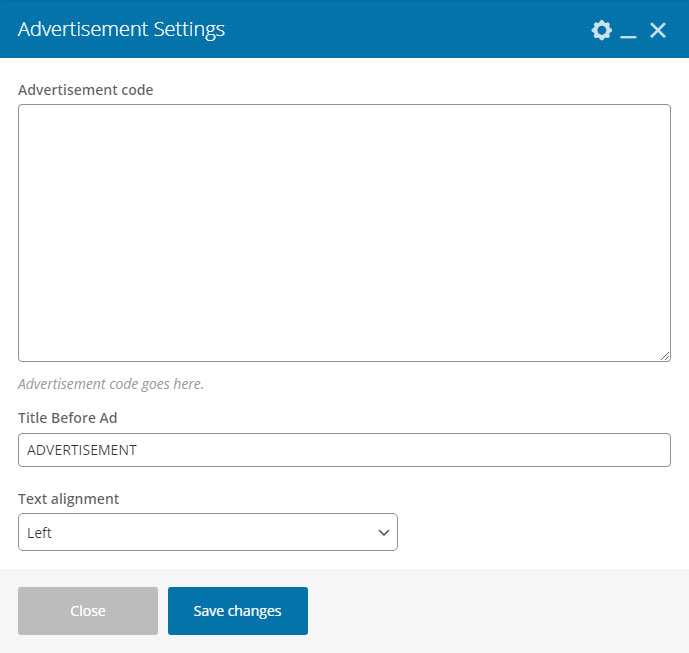 Advertisement Settings
Advertisement code
Advertisement code goes here.
Title Before Ad
ADVERTISEMENT
Text alignment
Left
Close
Save changes